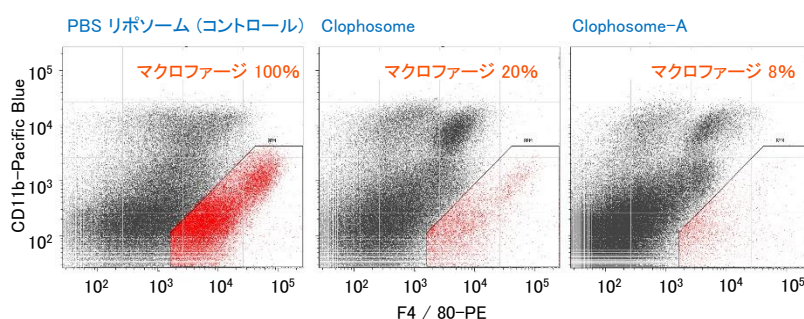 PBS リポソーム (コントロール)
Clophosome
Clophosome-A
マクロファージ 100%
マクロファージ 20%
マクロファージ 8%
CD11b-Pacific Blue
10⁵
10⁴
10³
10²
10² 10³ 10⁴ 10⁵
10² 10³ 10⁴ 10⁵
10² 10³ 10⁴ 10⁵
F4 / 80-PE